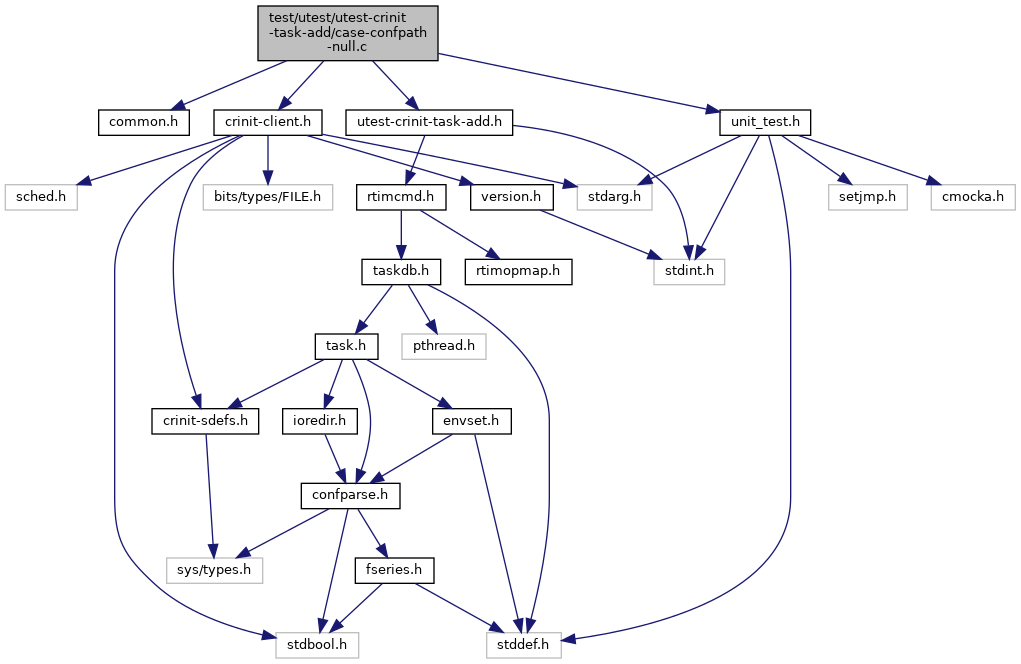 test/utest/utest-crinit
-task-add/case-confpath
-null.c
common.h
crinit-client.h
utest-crinit-task-add.h
unit_test.h
sched.h
bits/types/FILE.h
rtimcmd.h
version.h
stdarg.h
setjmp.h
cmocka.h
taskdb.h
rtimopmap.h
stdint.h
task.h
pthread.h
crinit-sdefs.h
ioredir.h
envset.h
confparse.h
sys/types.h
fseries.h
stdbool.h
stddef.h